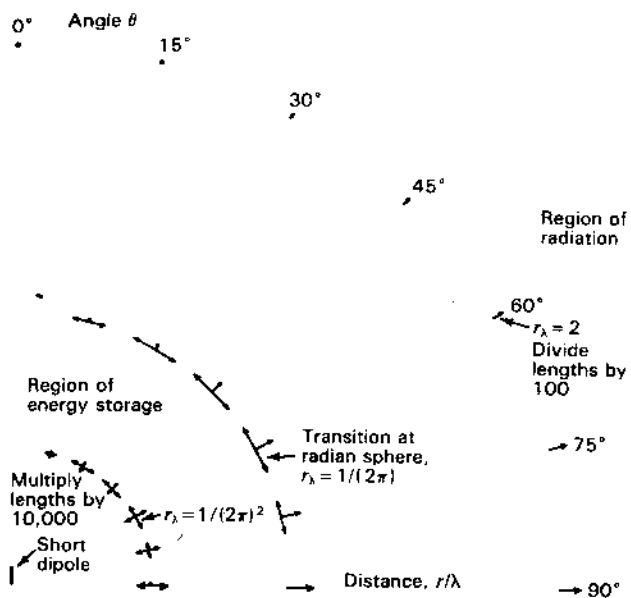 0°
Angle θ
15°
30°
45°
Region of
radiation
60°
r_λ = 2
Divide
lengths by
100
Region of
energy storage
Transition at
radian sphere,
r_λ = 1/(2π)
75°
Multiply
lengths by
10,000
r_λ = 1/(2π)²
Short
dipole
Distance, r/λ
90°